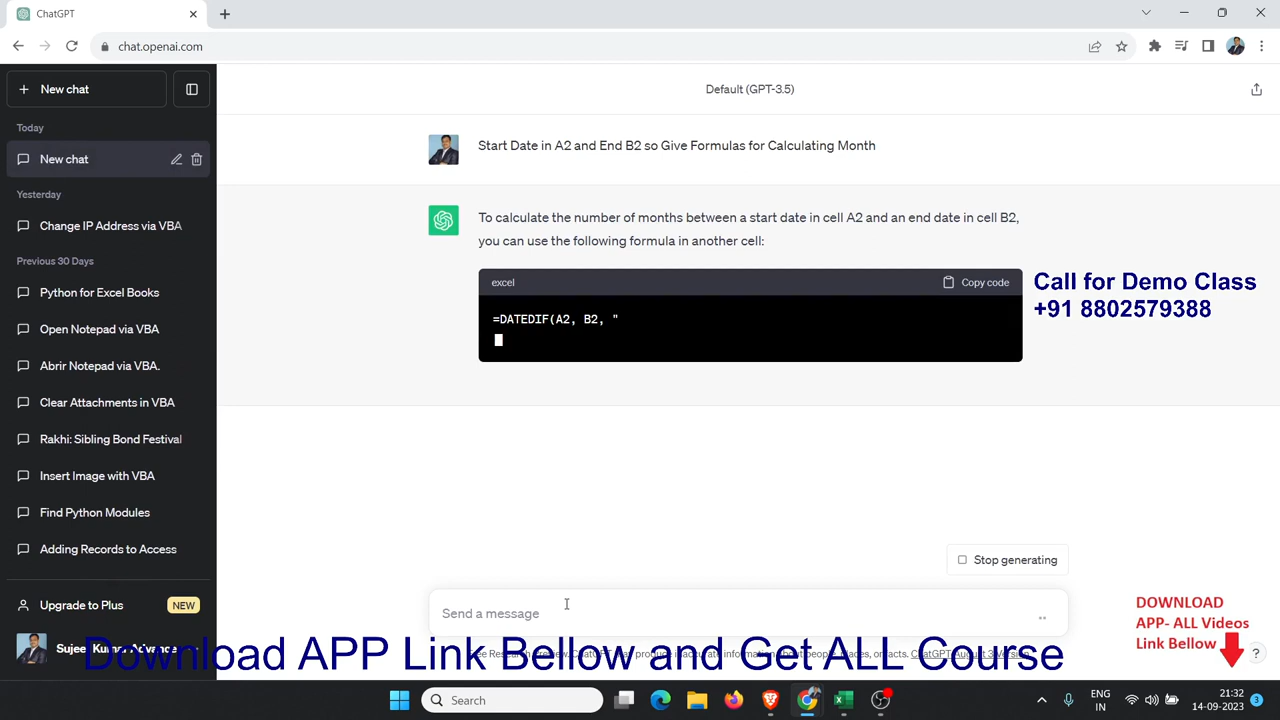 ChatGPT
chat.openai.com
New chat
Default (GPT-3.5)
Today
New chat
Start Date in A2 and End B2 so Give Formulas for Calculating Month
Yesterday
Change IP Address via VBA
To calculate the number of months between a start date in cell A2 and an end date in cell B2,
you can use the following formula in another cell:
Previous 30 Days
Python for Excel Books
excel
Copy code
Call for Demo Class
+91 8802579388
=DATEDIF(A2, B2, "
Open Notepad via VBA
Abrir Notepad via VBA.
Clear Attachments in VBA
Rakhi: Sibling Bond Festival
Insert Image with VBA
Find Python Modules
Adding Records to Access
Stop generating
Upgrade to Plus
NEW
Send a message
DOWNLOAD
APP- ALL Videos
Link Bellow
?
Download APP Link Bellow and Get ALL Course
Search
ENG
IN
21:32
14-09-2023
3